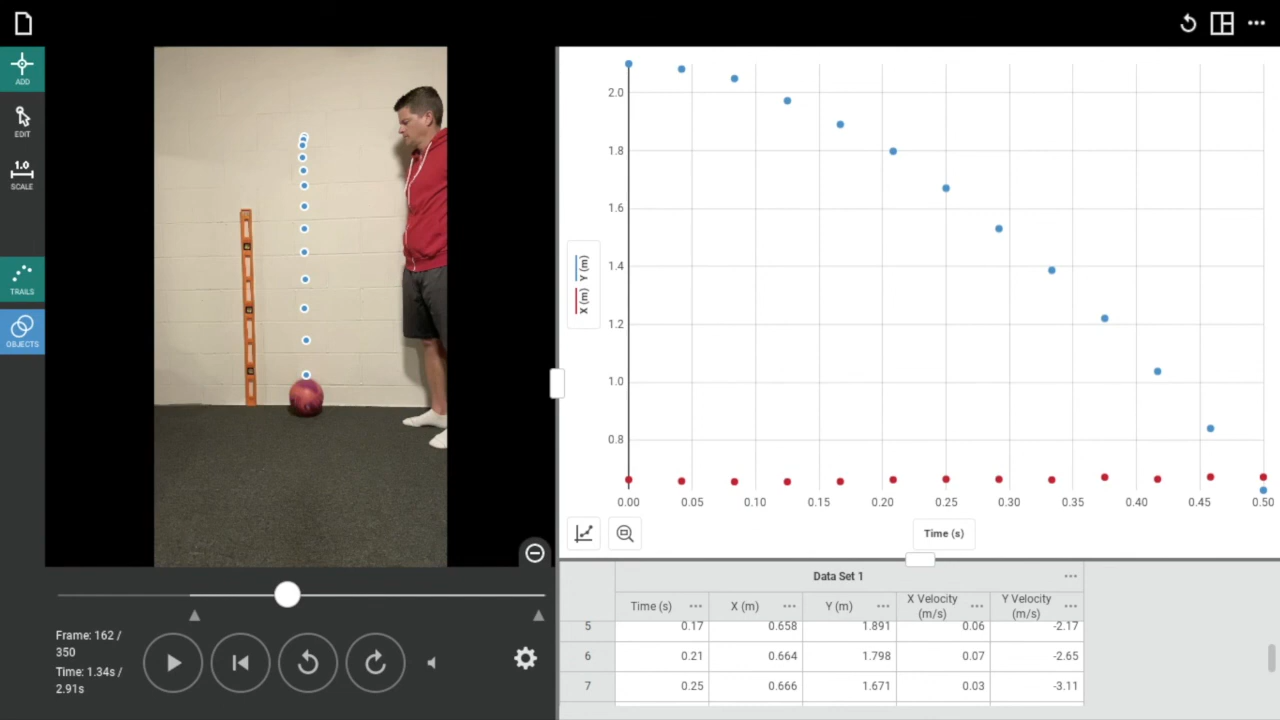 ADD
EDIT
1.0
SCALE
TRAILS
OBJECTS
Frame: 162 /
350
Time: 1.34s /
2.91s
2.0
1.8
1.6
1.4
1.2
1.0
0.8
X (m) Y (m)
0.00 0.05 0.10 0.15 0.20 0.25 0.30 0.35 0.40 0.45 0.50
Time (s)
Data Set 1
Time (s) X (m) Y (m) X Velocity (m/s) Y Velocity (m/s)
5 0.17 0.658 1.891 0.06 -2.17
6 0.21 0.664 1.798 0.07 -2.65
7 0.25 0.666 1.671 0.03 -3.11